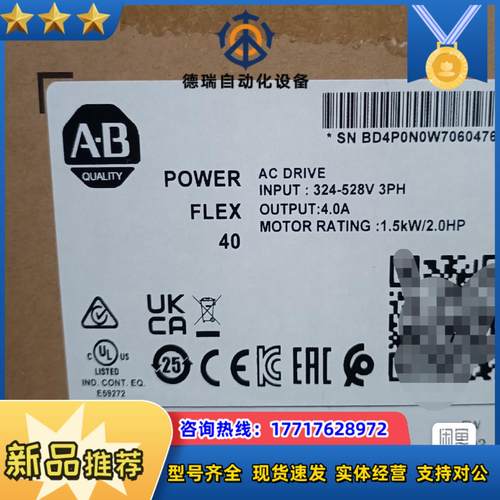 德瑞自动化设备
* SN BD4P0N0W7060476
A-B
QUALITY
POWER
FLEX
40
AC DRIVE
INPUT : 324-528V 3PH
OUTPUT:4.0A
MOTOR RATING :1.5kW/2.0HP
UK
CA
C UL US
LISTED
IND. CONT. EQ.
E59272
25
CE
EAC
咨询热线：17717628972
新品推荐
型号齐全 现货速发 实体经营 支持对公